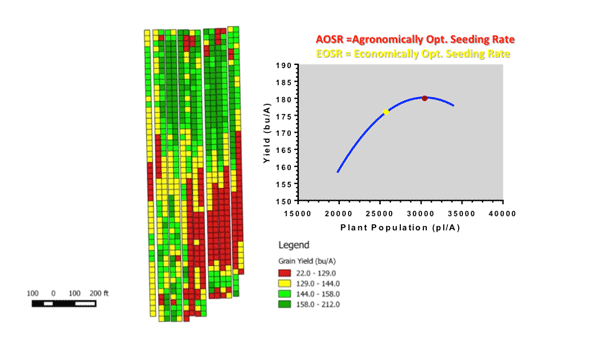 AOSR =Agronomically Opt. Seeding Rate
EOSR = Economically Opt. Seeding Rate
190
185
180
175
170
165
160
155
150
Yield (bu/A)
15000 20000 25000 30000 35000 40000
Plant Population (pl/A)
Legend
Grain Yield (bu/A)
22.0 - 129.0
129.0 - 144.0
144.0 - 158.0
158.0 - 212.0
100 0 100 200 ft